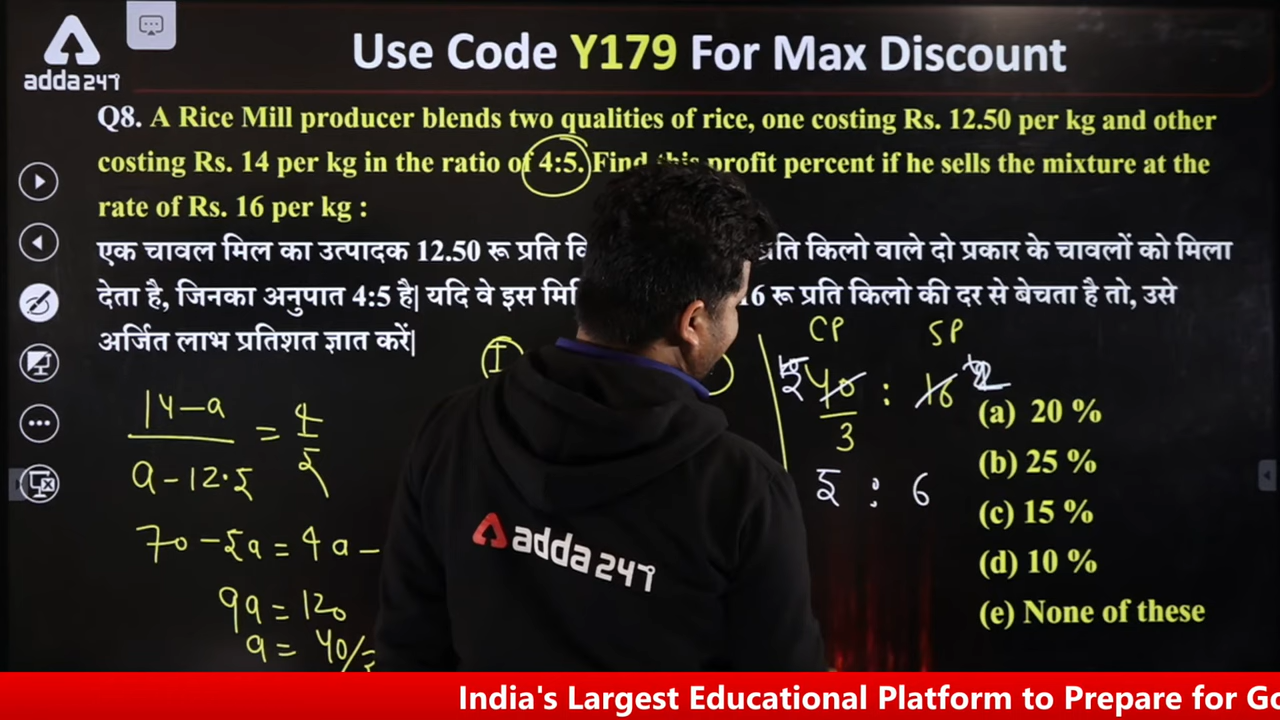 adda247
Use Code Y179 For Max Discount
Q8. A Rice Mill producer blends two qualities of rice, one costing Rs. 12.50 per kg and other
costing Rs. 14 per kg in the ratio of 4:5. Find this profit percent if he sells the mixture at the
rate of Rs. 16 per kg :
एक चावल मिल का उत्पादक 12.50 रू प्रति प्रति किलो वाले दो प्रकार के चावलों को मिला
देता है, जिनका अनुपात 4:5 है| यदि वे इस 16 रू प्रति किलो की दर से बेचता है तो, उसे
अर्जित लाभ प्रतिशत ज्ञात करें|
I
CP SP
40/3 : 16
5 : 6
14-a / a-12.5 = 4/5
70-5a = 4a-
9a = 120
a = 40/3
(a) 20 %
(b) 25 %
(c) 15 %
(d) 10 %
(e) None of these
adda247
India's Largest Educational Platform to Prepare for Go